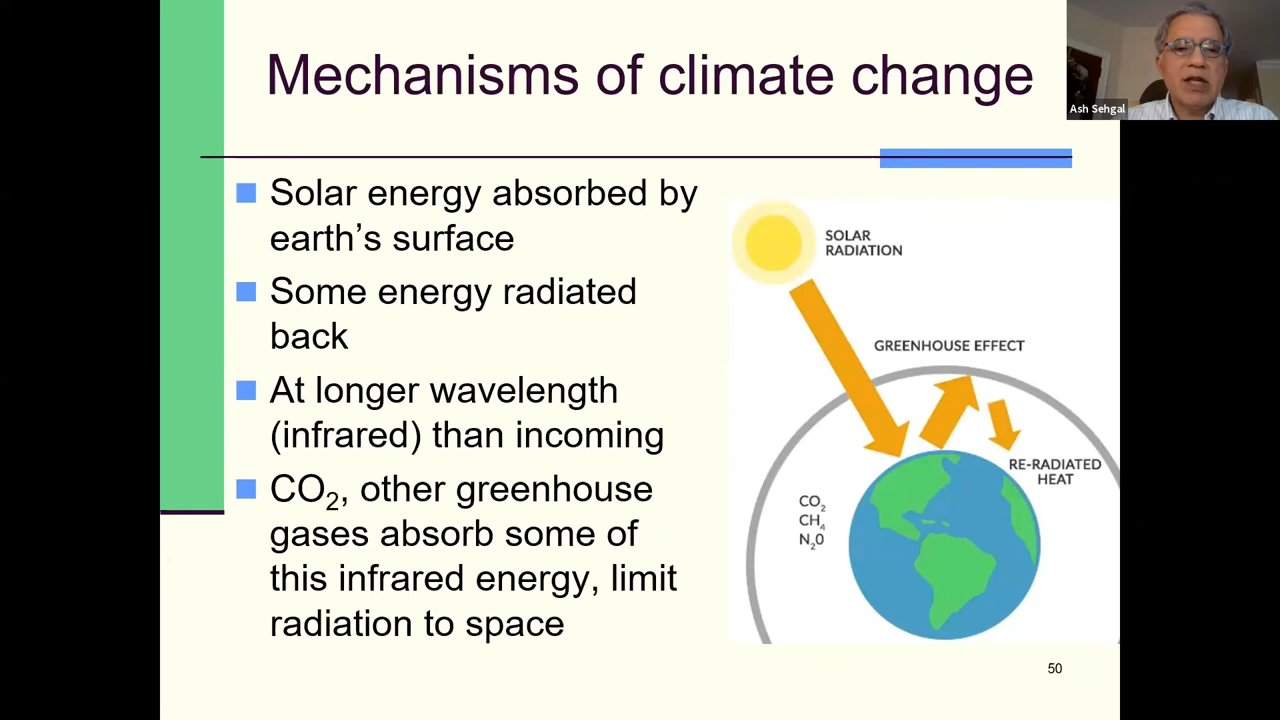 Mechanisms of climate change
Ash Sehgal
Solar energy absorbed by
earth’s surface
Some energy radiated
back
At longer wavelength
(infrared) than incoming
CO₂, other greenhouse
gases absorb some of
this infrared energy, limit
radiation to space
SOLAR
RADIATION
GREENHOUSE EFFECT
RE-RADIATED
HEAT
CO₂
CH₄
N₂0
50